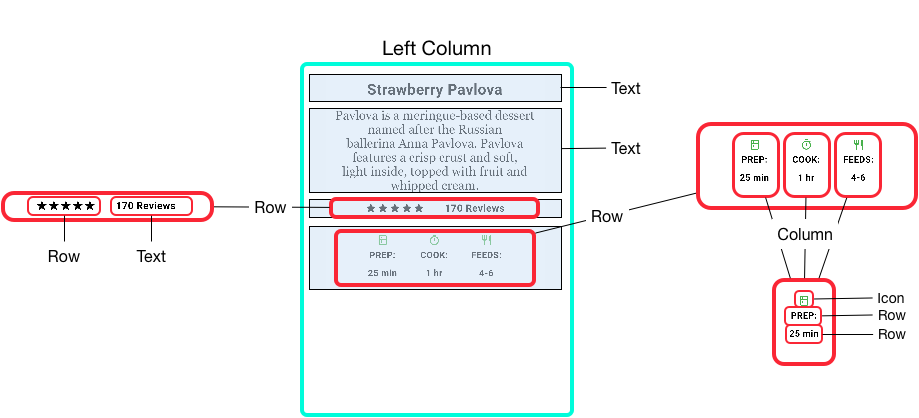 Left Column
Strawberry Pavlova
Text
Pavlova is a meringue-based dessert
named after the Russian
ballerina Anna Pavlova. Pavlova
features a crisp crust and soft,
light inside, topped with fruit and
whipped cream.
Text
★★★★★ 170 Reviews
Row
Text
Row
★★★★★ 170 Reviews
PREP: COOK: FEEDS:
25 min 1 hr 4-6
Row
PREP: COOK: FEEDS:
25 min 1 hr 4-6
Column
Icon
PREP: Row
25 min Row